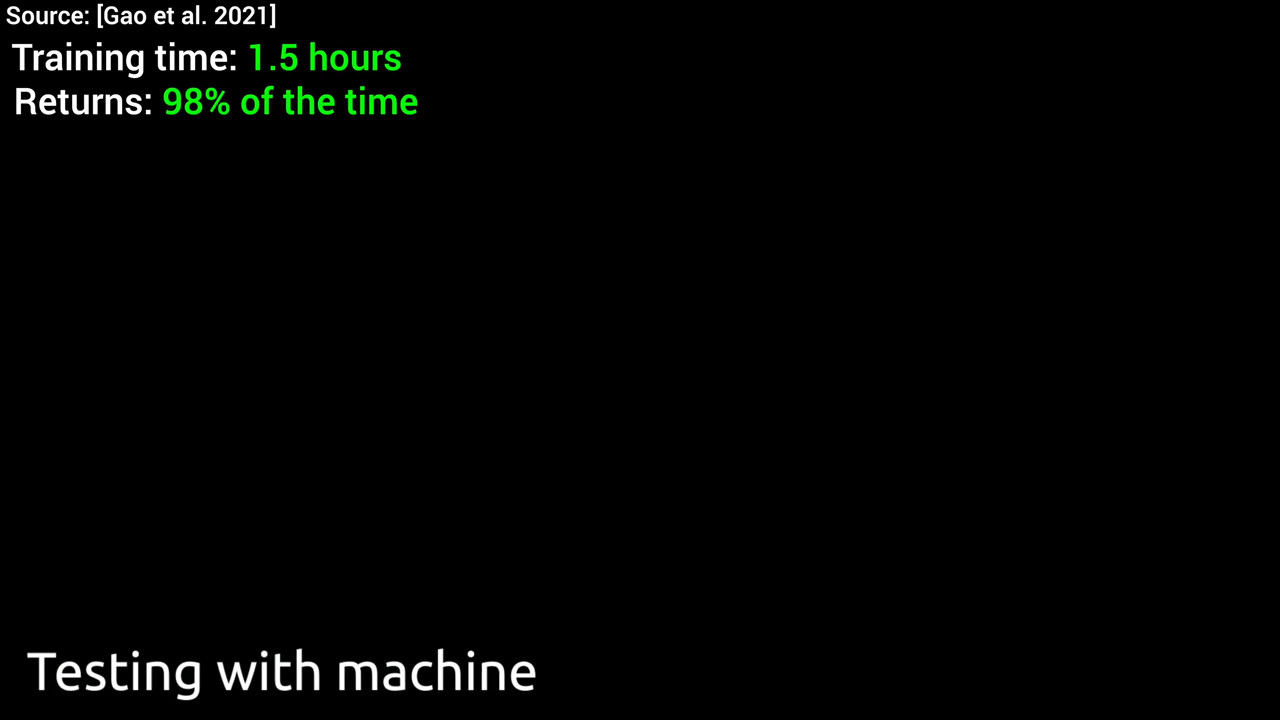 Source: [Gao et al. 2021]
Training time: 1.5 hours
Returns: 98% of the time
Testing with machine